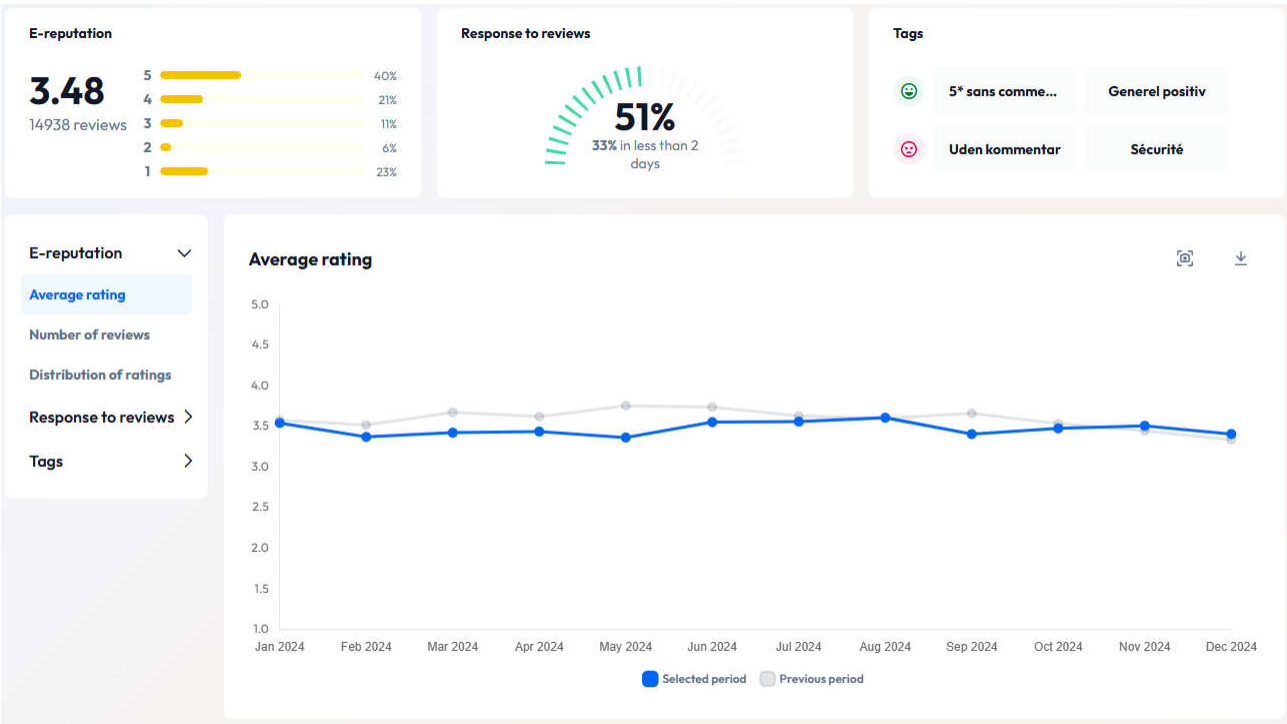 E-reputation
3.48
14938 reviews
5 40%
4 21%
3 11%
2 6%
1 23%
Response to reviews
51%
33% in less than 2
days
Tags
5* sans comme... Generel positiv
Uden kommentar Sécurité
E-reputation
Average rating
Number of reviews
Distribution of ratings
Response to reviews
Tags
Average rating
5.0
4.5
4.0
3.5
3.0
2.5
2.0
1.5
1.0
Jan 2024 Feb 2024 Mar 2024 Apr 2024 May 2024 Jun 2024 Jul 2024 Aug 2024 Sep 2024 Oct 2024 Nov 2024 Dec 2024
Selected period Previous period